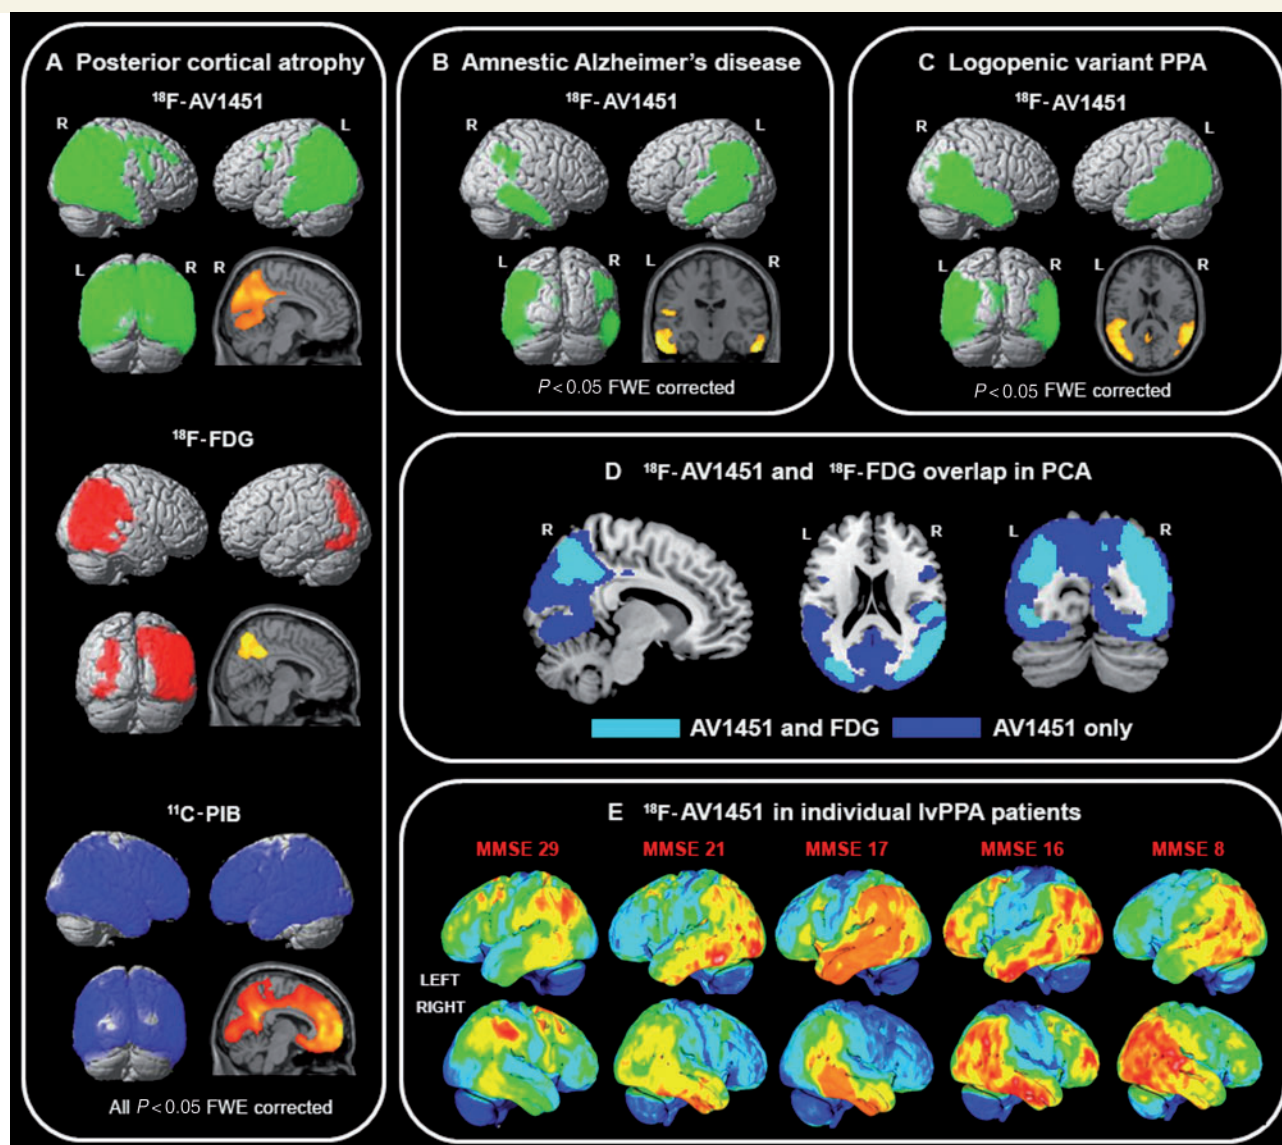 A Posterior cortical atrophy
¹⁸F-AV1451
R
L
L
R
R
¹⁸F-FDG
¹¹C-PIB
All P < 0.05 FWE corrected
B Amnestic Alzheimer's disease
¹⁸F-AV1451
R
L
L
R
L
R
P < 0.05 FWE corrected
C Logopenic variant PPA
¹⁸F-AV1451
R
L
L
R
L
R
P < 0.05 FWE corrected
D ¹⁸F-AV1451 and ¹⁸F-FDG overlap in PCA
R
L
R
L
R
AV1451 and FDG
AV1451 only
E ¹⁸F-AV1451 in individual lvPPA patients
MMSE 29 MMSE 21 MMSE 17 MMSE 16 MMSE 8
LEFT
RIGHT